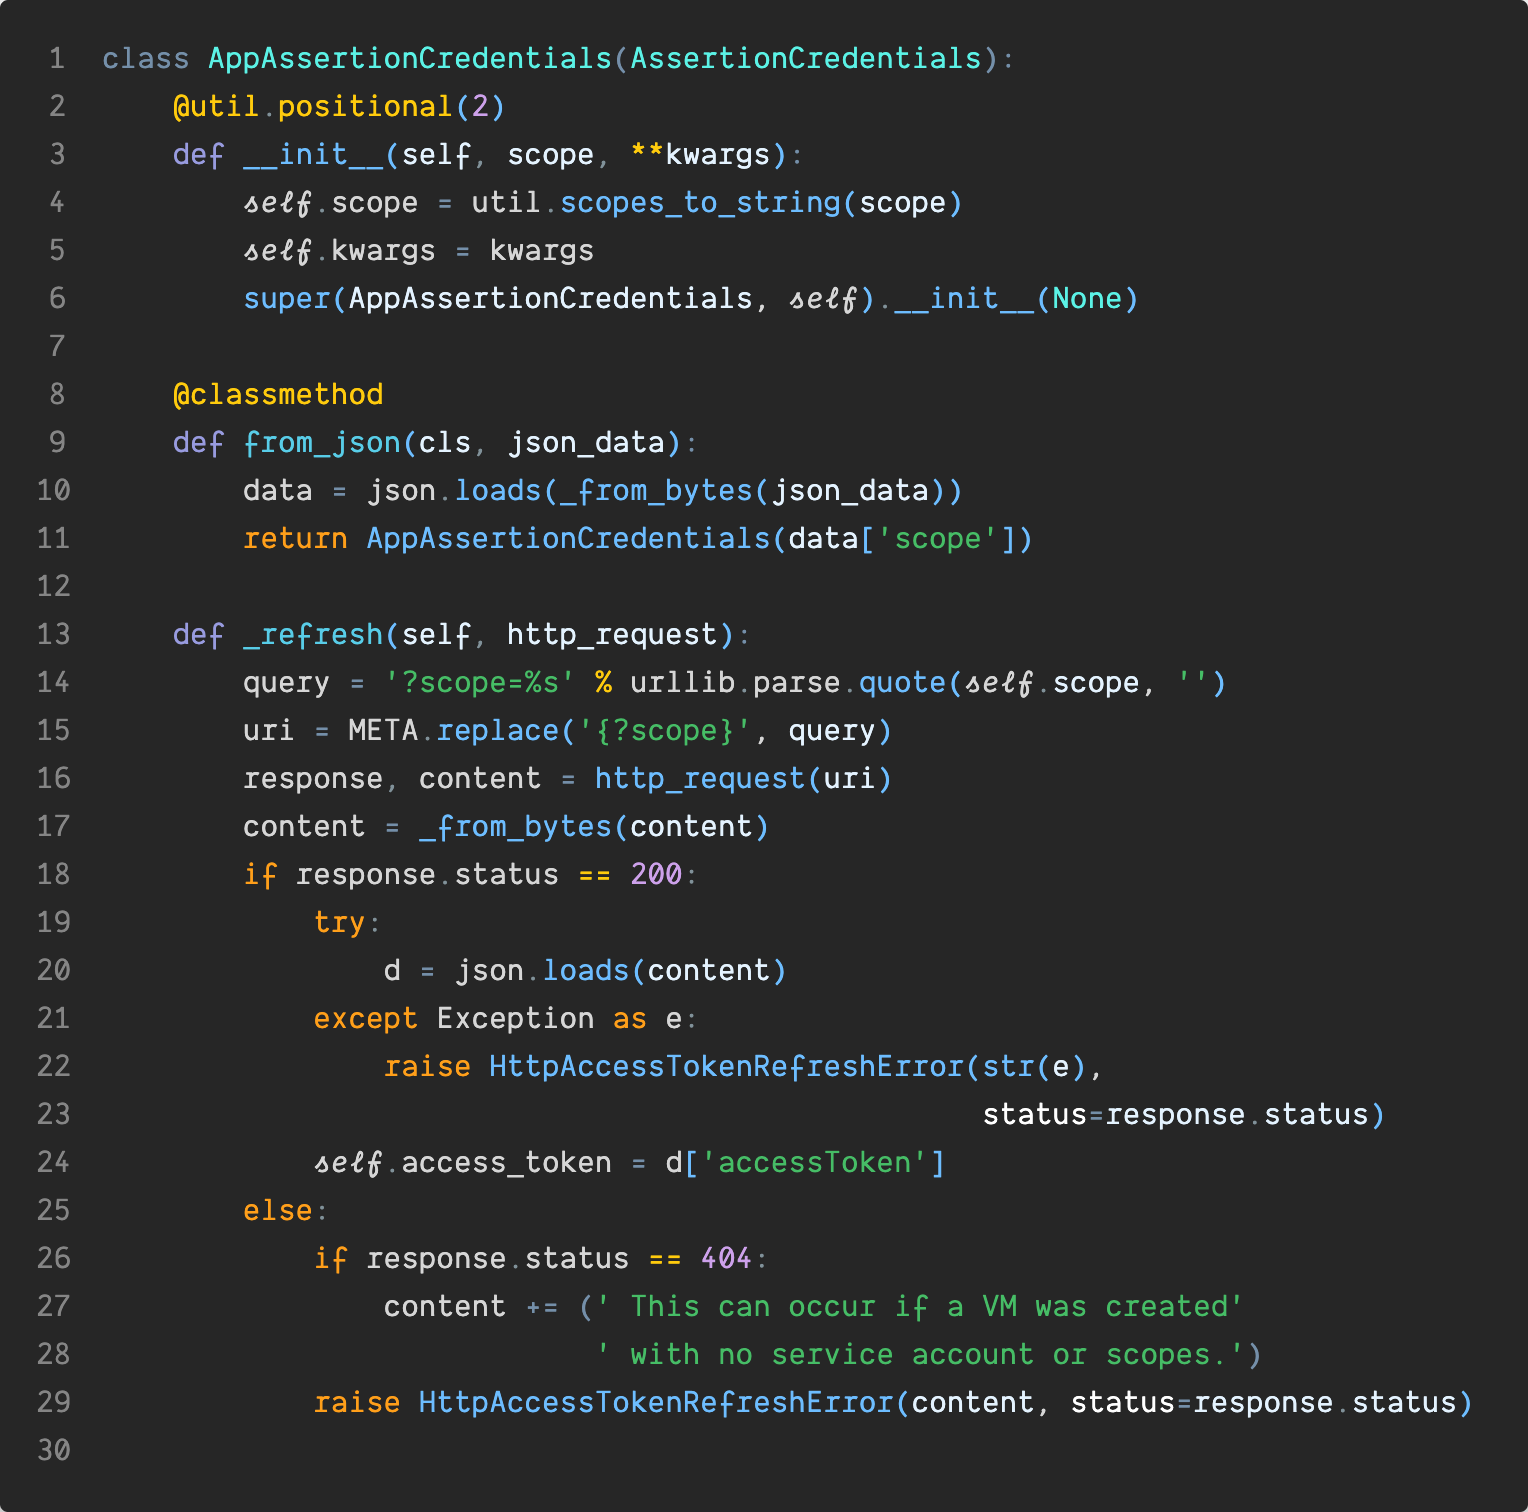 1 class AppAssertionCredentials(AssertionCredentials):
2     @util.positional(2)
3     def __init__(self, scope, **kwargs):
4         self.scope = util.scopes_to_string(scope)
5         self.kwargs = kwargs
6         super(AppAssertionCredentials, self).__init__(None)
7
8     @classmethod
9     def from_json(cls, json_data):
10         data = json.loads(_from_bytes(json_data))
11         return AppAssertionCredentials(data['scope'])
12
13     def _refresh(self, http_request):
14         query = '?scope=%s' % urllib.parse.quote(self.scope, '')
15         uri = META.replace('{?scope}', query)
16         response, content = http_request(uri)
17         content = _from_bytes(content)
18         if response.status == 200:
19             try:
20                 d = json.loads(content)
21             except Exception as e:
22                 raise HttpAccessTokenRefreshError(str(e),
23                                                   status=response.status)
24             self.access_token = d['accessToken']
25         else:
26             if response.status == 404:
27                 content += (' This can occur if a VM was created'
28                             ' with no service account or scopes.')
29             raise HttpAccessTokenRefreshError(content, status=response.status)
30